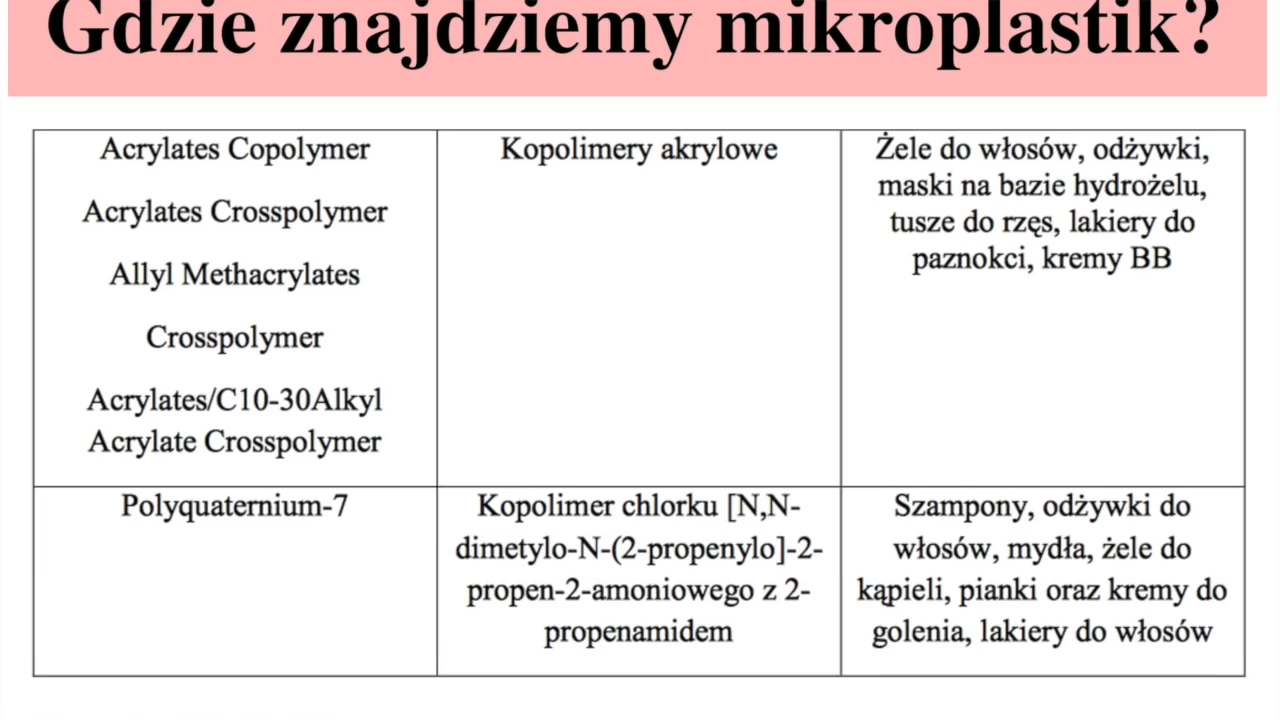 Gdzie znajdziemy mikroplastik?
Acrylates Copolymer
Acrylates Crosspolymer
Allyl Methacrylates
Crosspolymer
Acrylates/C10-30Alkyl
Acrylate Crosspolymer
Kopolimery akrylowe
Żele do włosów, odżywki,
maski na bazie hydrożelu,
tusze do rzęs, lakiery do
paznokci, kremy BB
Polyquaternium-7
Kopolimer chlorku [N,N-
dimetylo-N-(2-propenylo]-2-
propen-2-amoniowego z 2-
propenamidem
Szampony, odżywki do
włosów, mydła, żele do
kąpieli, pianki oraz kremy do
golenia, lakiery do włosów